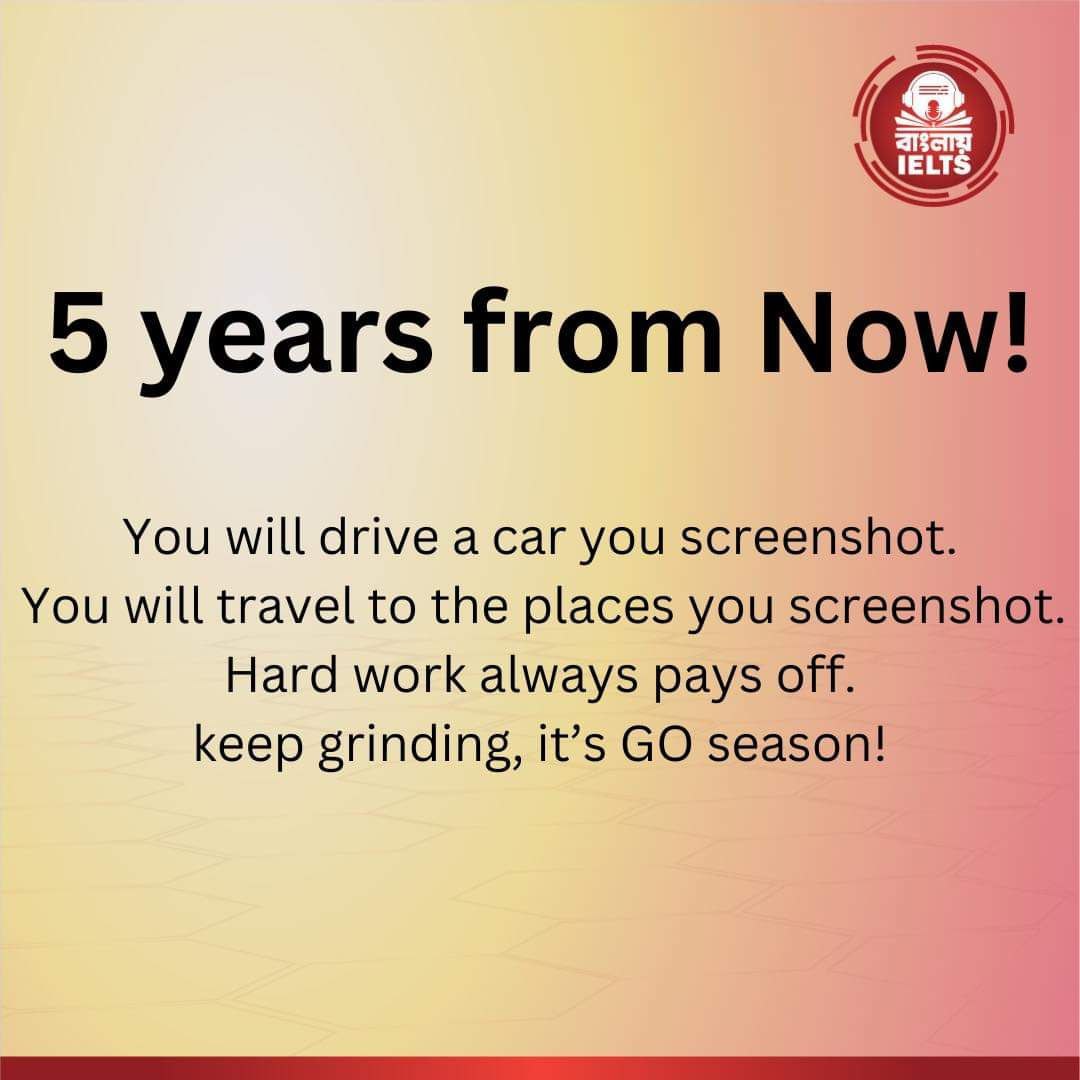 বাংলায়
IELTS
5 years from Now!
You will drive a car you screenshot.
You will travel to the places you screenshot.
Hard work always pays off.
keep grinding, it’s GO season!